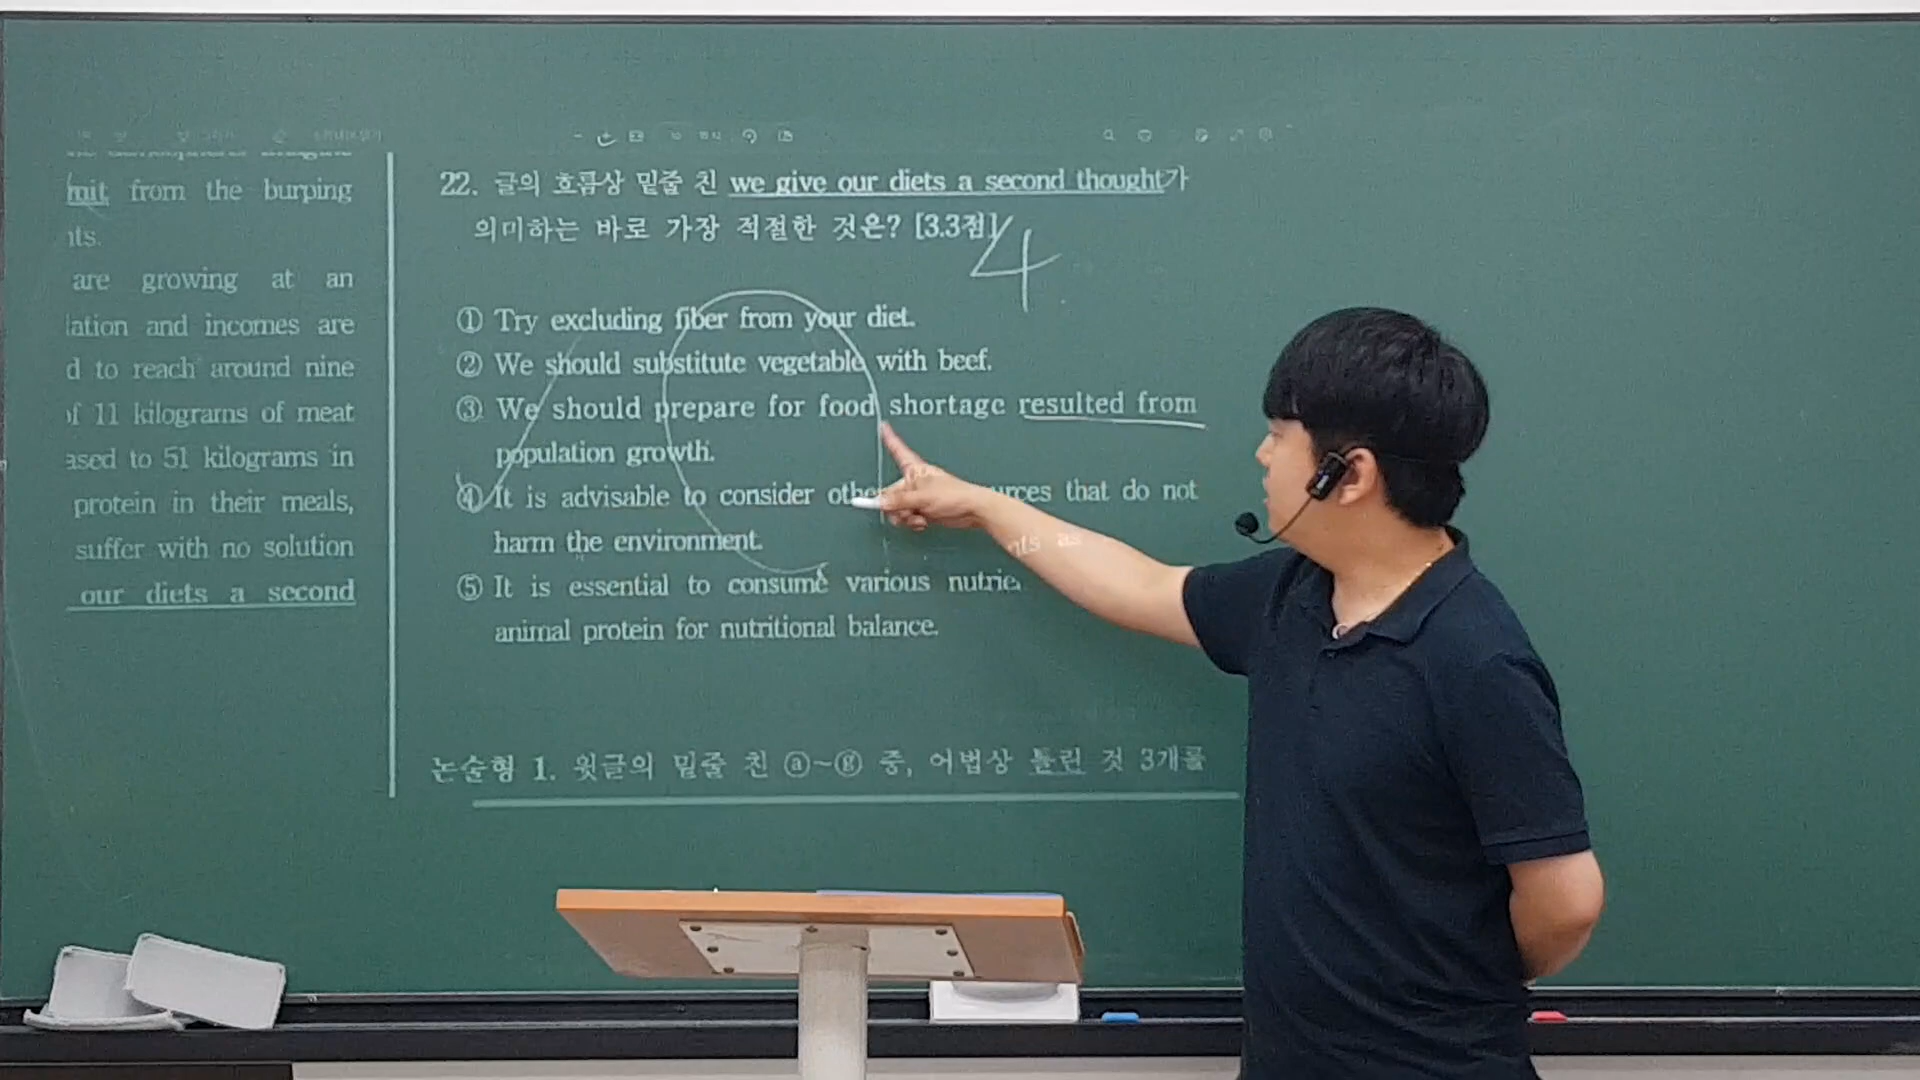 mit from the burping
nts.
are growing at an
lation and incomes are
d to reach around nine
of 11 kilograms of meat
ased to 51 kilograms in
protein in their meals,
suffer with no solution
our diets a second
22. 글의 흐름상 밑줄 친 we give our diets a second thought가
의미하는 바로 가장 적절한 것은? [3.3점]
4
① Try excluding fiber from your diet.
② We should substitute vegetable with beef.
③ We should prepare for food shortage resulted from
population growth.
④ It is advisable to consider other sources that do not
harm the environment.
⑤ It is essential to consume various nutrients as
animal protein for nutritional balance.
논술형 1. 윗글의 밑줄 친 ⓐ~ⓖ 중, 어법상 틀린 것 3개를